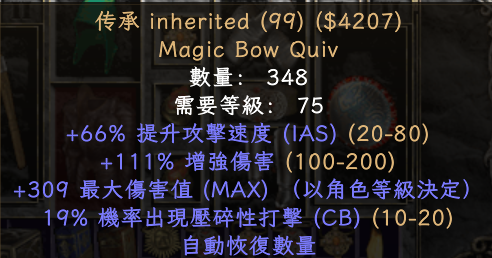 传承 inherited (99) ($4207)
Magic Bow Quiv
數量： 348
需要等級： 75
+66% 提升攻擊速度 (IAS) (20-80)
+111% 增強傷害 (100-200)
+309 最大傷害值 (MAX) （以角色等級決定）
19% 機率出現壓碎性打擊 (CB) (10-20)
自動恢復數量